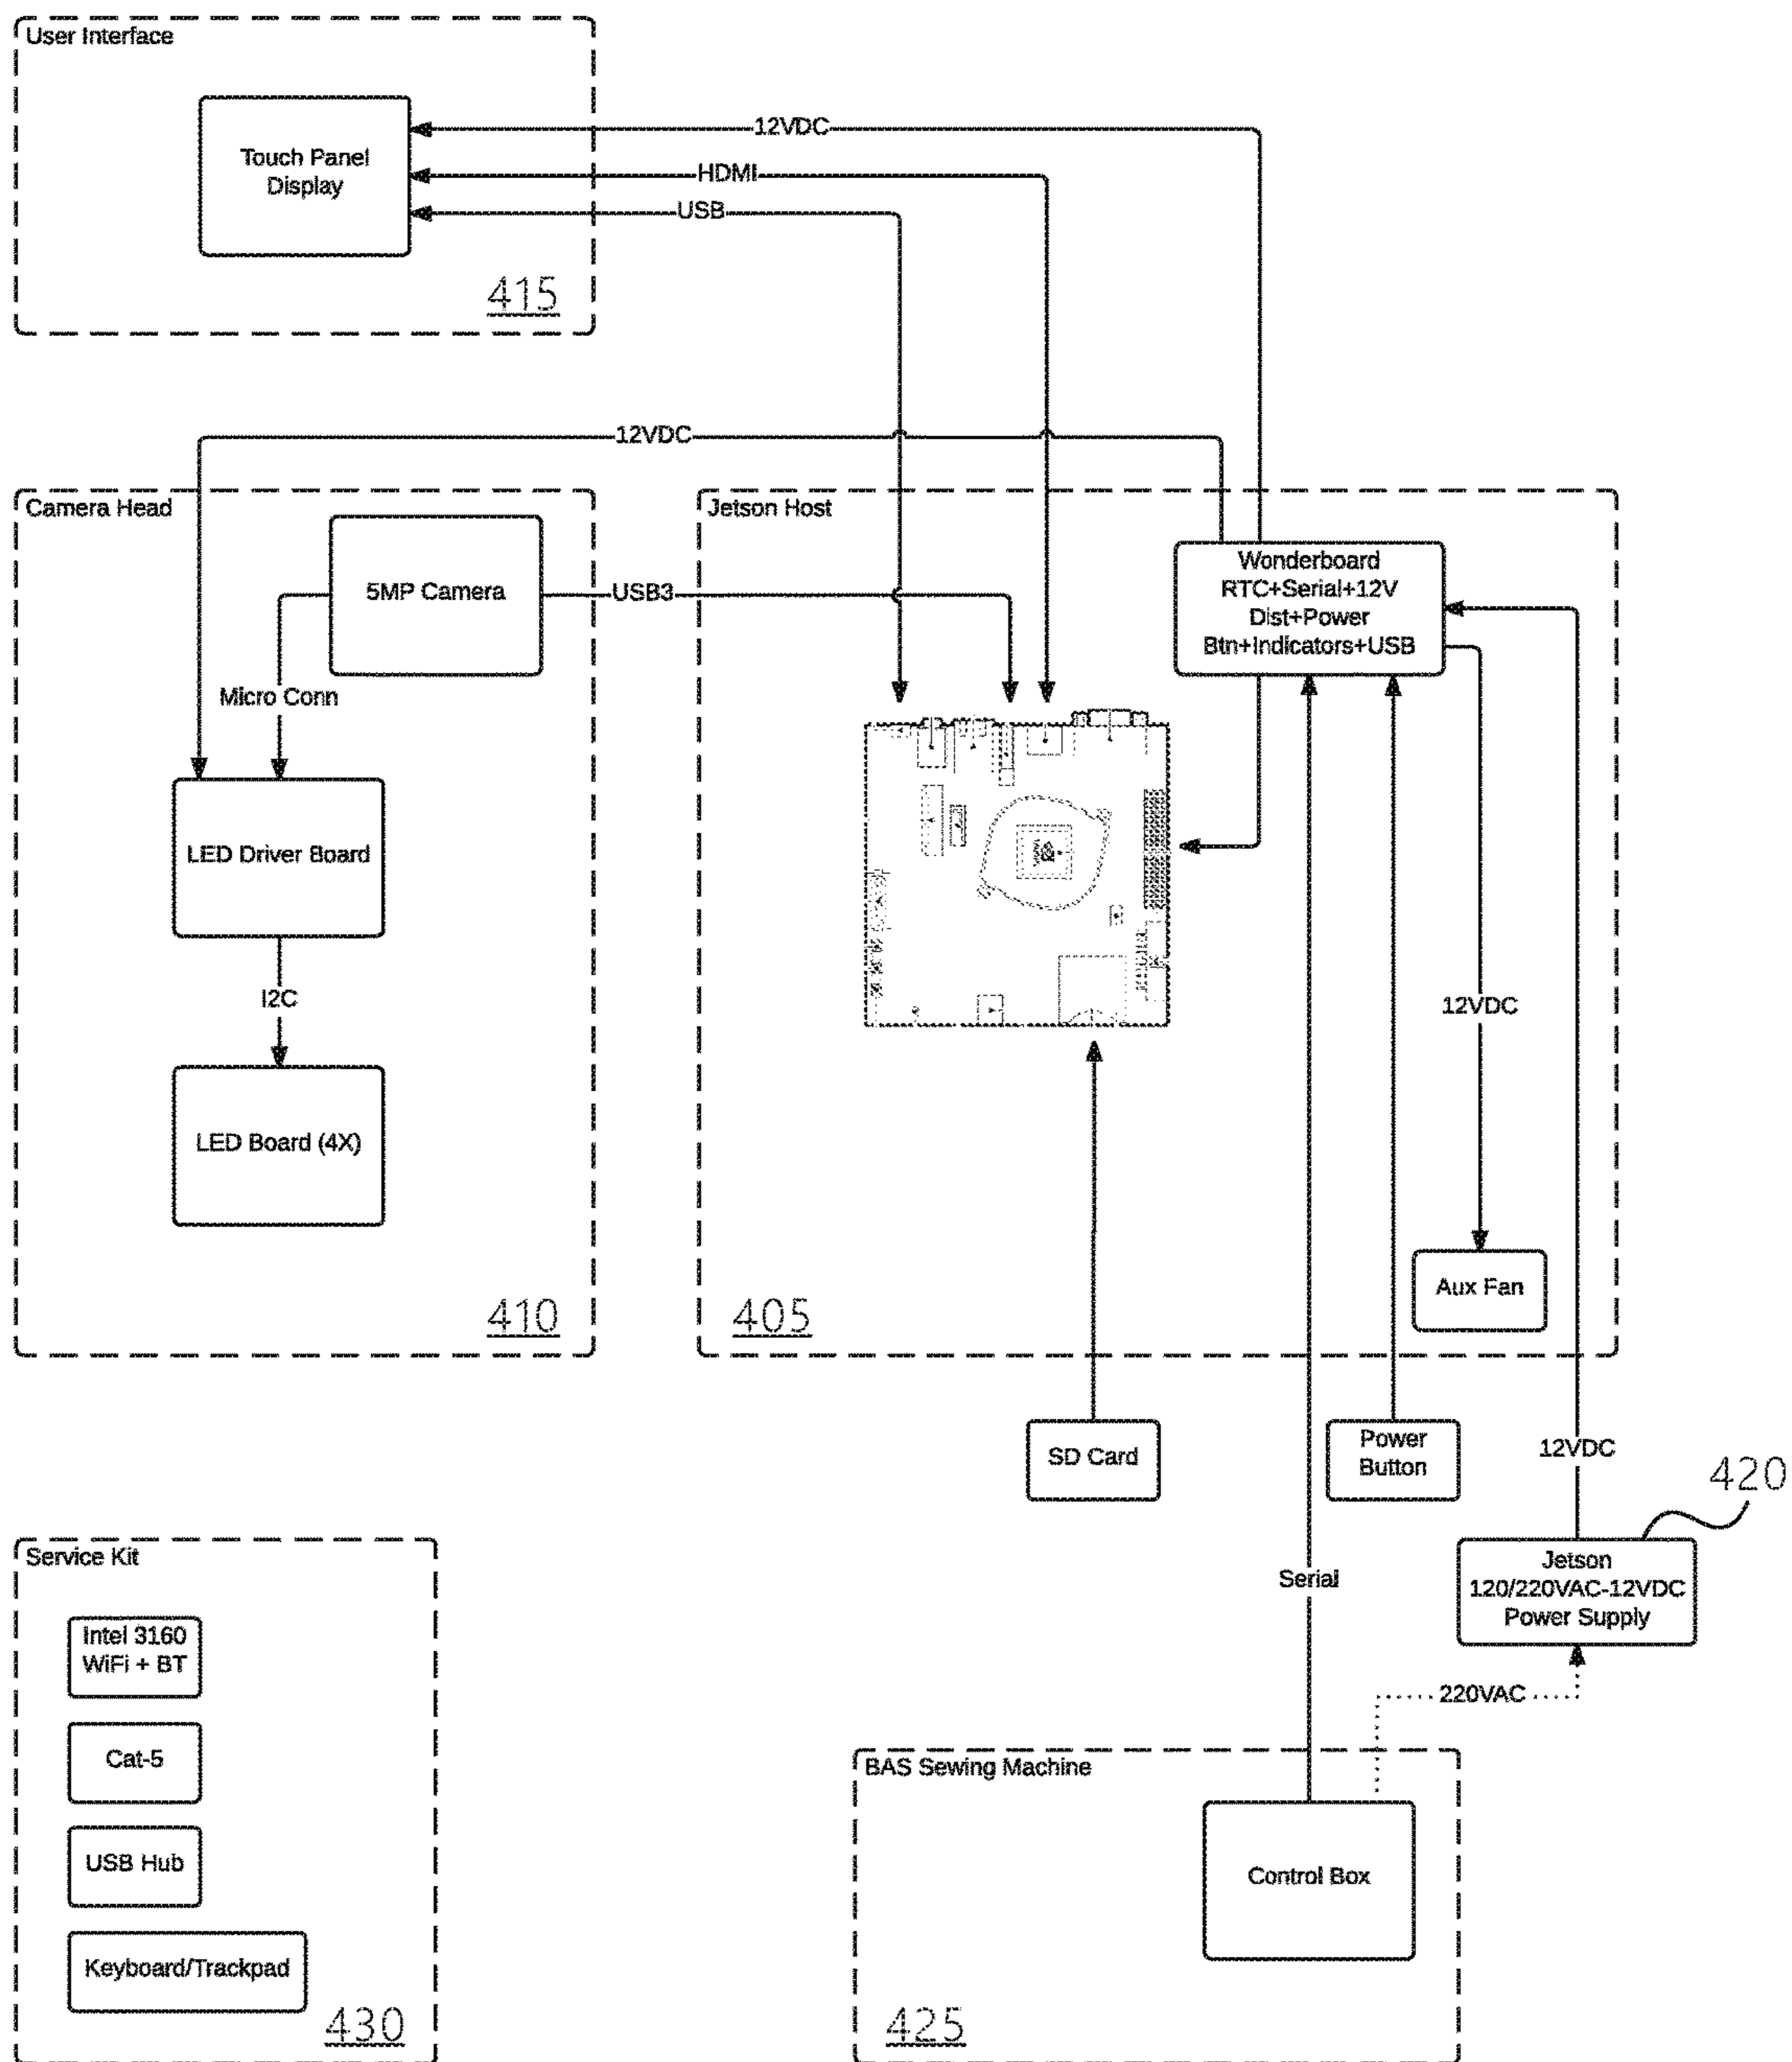 User Interface
Touch Panel
Display
12VDC
HDMI
USB
415
12VDC
Camera Head
5MP Camera
USB3
Micro Conn
LED Driver Board
I2C
LED Board (4X)
410
Jetson Host
Wonderboard
RTC+Serial+12V
Dist+Power
Btn+Indicators+USB
12VDC
Aux Fan
405
SD Card
Power
Button
12VDC
420
Jetson
120/220VAC-12VDC
Power Supply
Serial
220VAC
Service Kit
Intel 3160
WiFi + BT
Cat-5
USB Hub
Keyboard/Trackpad
430
BAS Sewing Machine
Control Box
425